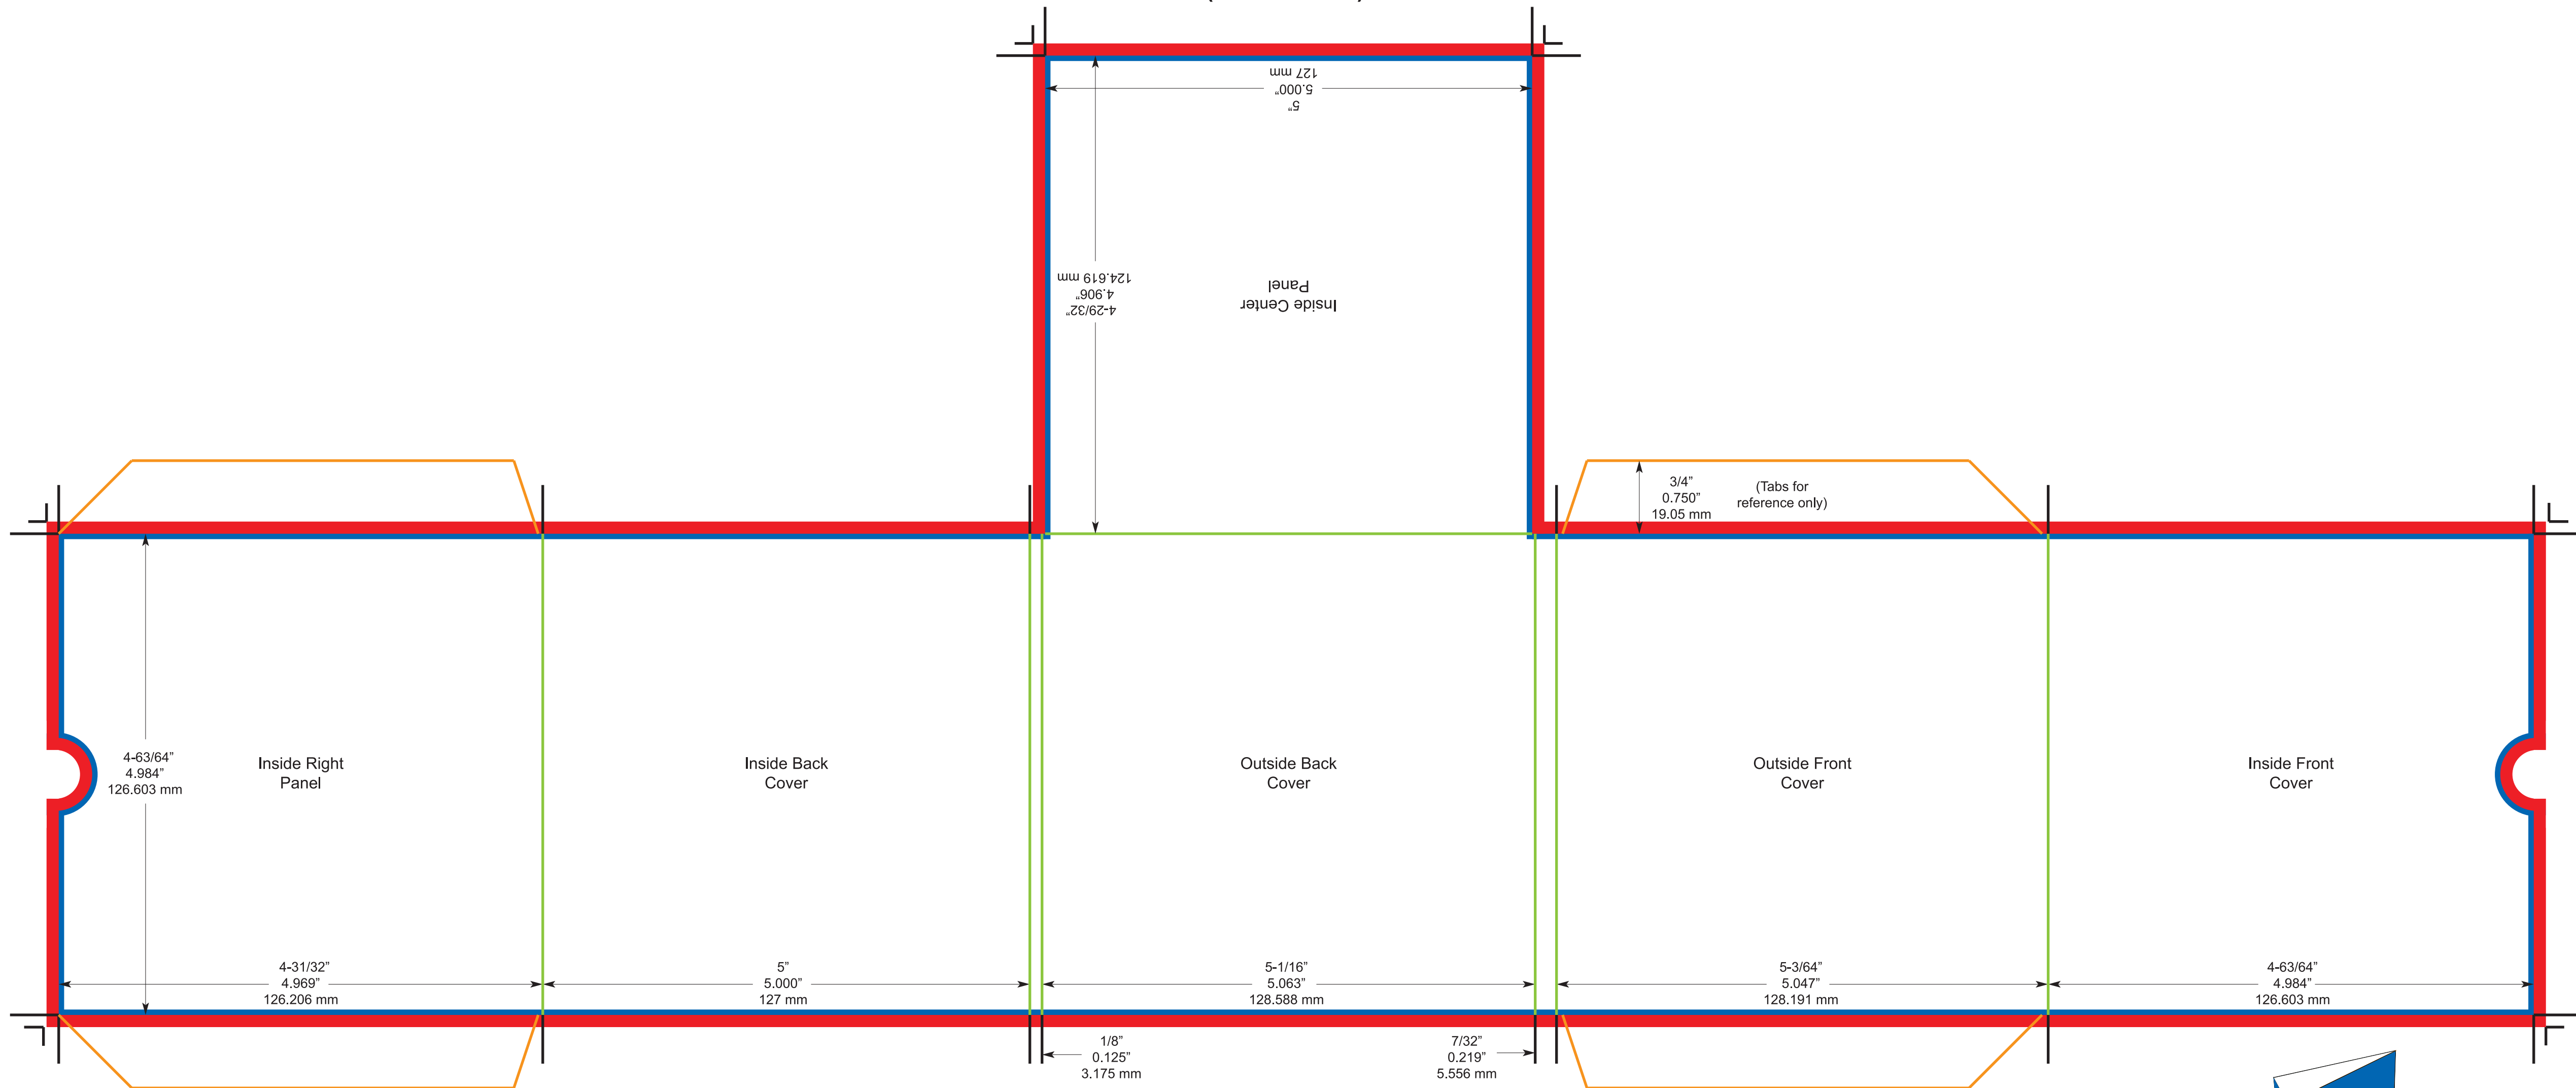 127 mm
5.000”
5”
124.619 mm
4.906”
4-29/32”
Inside Center
Panel
3/4”
0.750”
19.05 mm
(Tabs for
reference only)
4-63/64”
4.984”
126.603 mm
Inside Right
Panel
Inside Back
Cover
Outside Back
Cover
Outside Front
Cover
Inside Front
Cover
4-31/32”
4.969”
126.206 mm
5”
5.000”
127 mm
5-1/16”
5.063”
128.588 mm
5-3/64”
5.047”
128.191 mm
4-63/64”
4.984”
126.603 mm
1/8”
0.125”
3.175 mm
7/32”
0.219”
5.556 mm